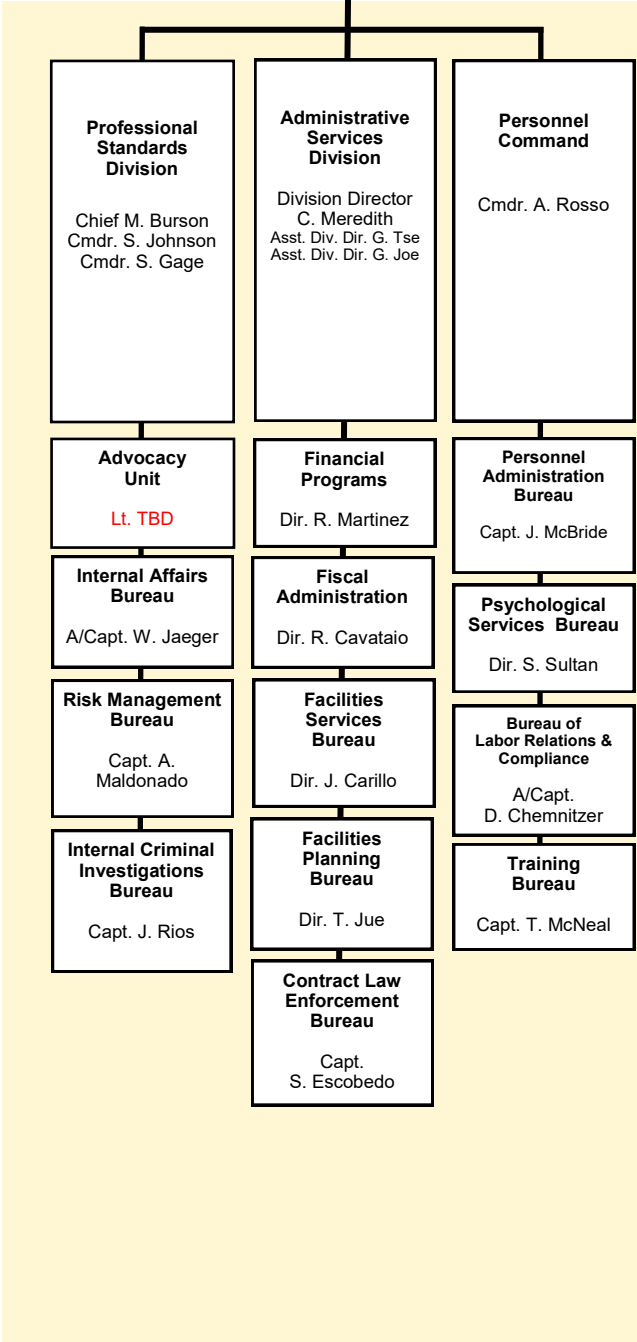 Professional
Standards
Division
Chief M. Burson
Cmdr. S. Johnson
Cmdr. S. Gage
Advocacy
Unit
Lt. TBD
Internal Affairs
Bureau
A/Capt. W. Jaeger
Risk Management
Bureau
Capt. A.
Maldonado
Internal Criminal
Investigations
Bureau
Capt. J. Rios
Administrative
Services
Division
Division Director
C. Meredith
Asst. Div. Dir. G. Tse
Asst. Div. Dir. G. Joe
Financial
Programs
Dir. R. Martinez
Fiscal
Administration
Dir. R. Cavataio
Facilities
Services
Bureau
Dir. J. Carillo
Facilities
Planning
Bureau
Dir. T. Jue
Contract Law
Enforcement
Bureau
Capt.
S. Escobedo
Personnel
Command
Cmdr. A. Rosso
Personnel
Administration
Bureau
Capt. J. McBride
Psychological
Services Bureau
Dir. S. Sultan
Bureau of
Labor Relations &
Compliance
A/Capt.
D. Chemnitzer
Training
Bureau
Capt. T. McNeal